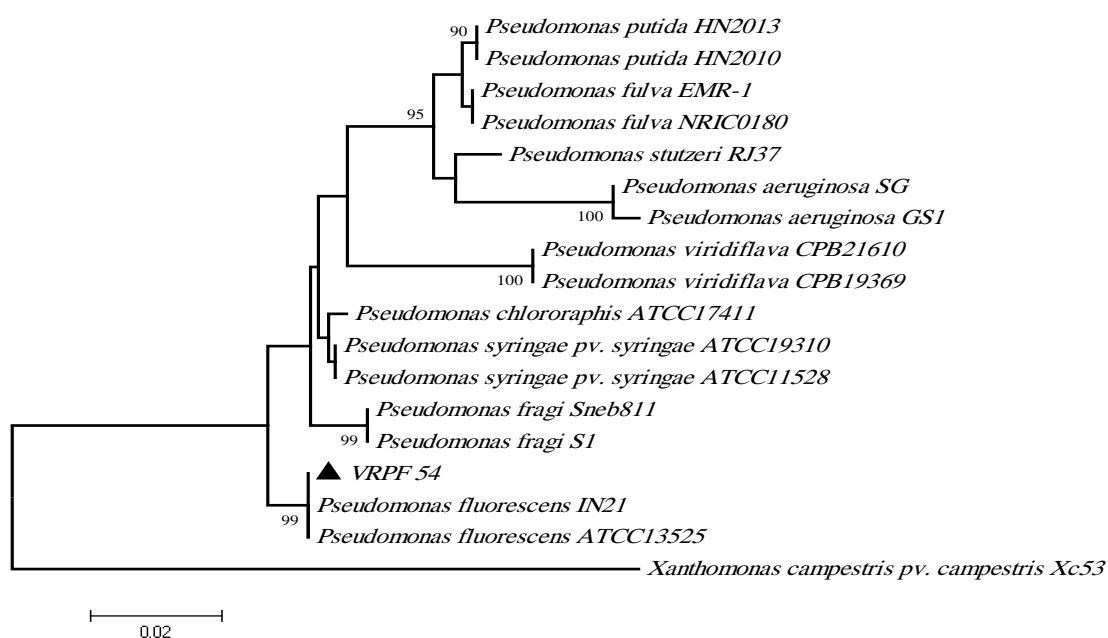 90
Pseudomonas putida HN2013
Pseudomonas putida HN2010
Pseudomonas fulva EMR-1
95
Pseudomonas fulva NRIC0180
Pseudomonas stutzeri RJ37
Pseudomonas aeruginosa SG
100
Pseudomonas aeruginosa GS1
Pseudomonas viridiflava CPB21610
100
Pseudomonas viridiflava CPB19369
Pseudomonas chlororaphis ATCC17411
Pseudomonas syringae pv. syringae ATCC19310
Pseudomonas syringae pv. syringae ATCC11528
Pseudomonas fragi Sneb811
99
Pseudomonas fragi S1
VRPF 54
Pseudomonas fluorescens IN21
99
Pseudomonas fluorescens ATCC13525
Xanthomonas campestris pv. campestris Xc53
0.02